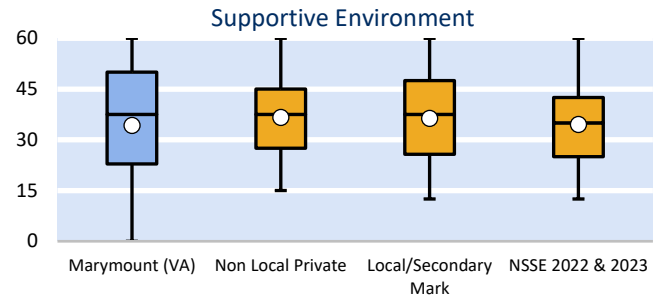 Supportive Environment
60
45
30
15
0
Marymount (VA)
Non Local Private
Local/Secondary
Mark
NSSE 2022 & 2023